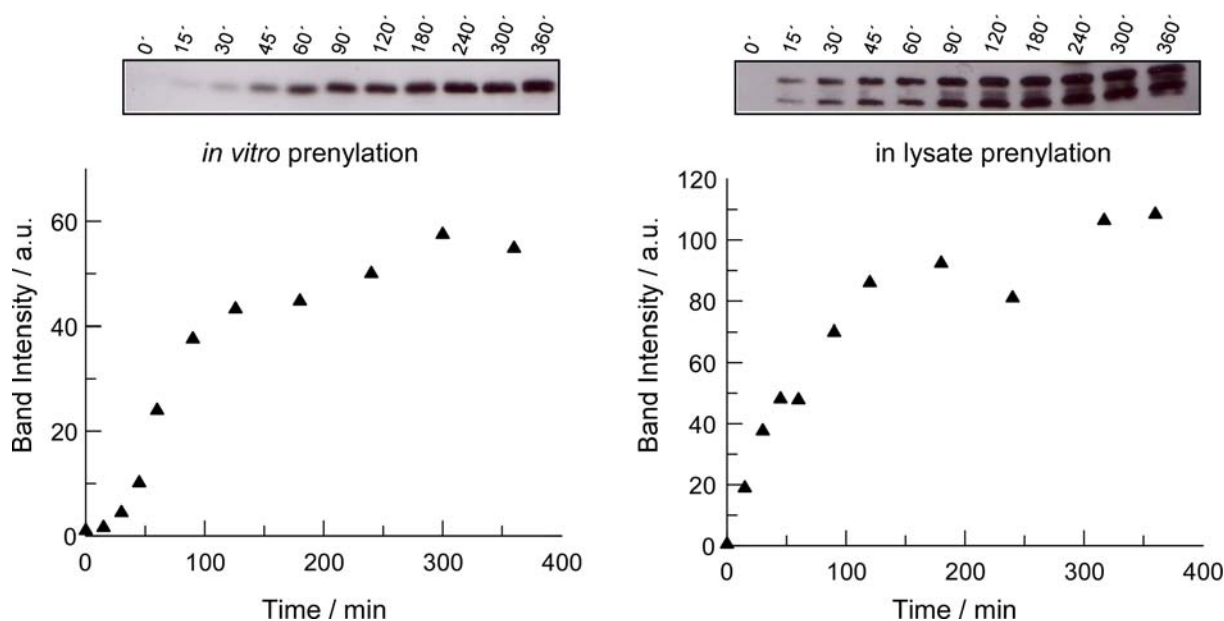 0´ 15´ 30´ 45´ 60´ 90´ 120´ 180´ 240´ 300´ 360´
in vitro prenylation
60
40
20
0
Band Intensity / a.u.
0 100 200 300 400
Time / min
0´ 15´ 30´ 45´ 60´ 90´ 120´ 180´ 240´ 300´ 360´
in lysate prenylation
120
100
80
60
40
20
0
Band Intensity / a.u.
0 100 200 300 400
Time / min